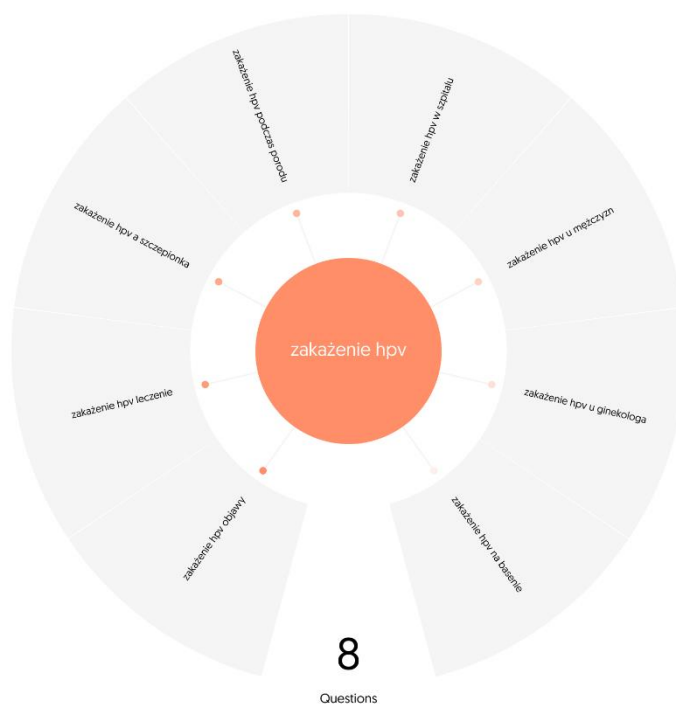 zakażenie hpv podczas porodu
zakażenie hpv w szpitalu
zakażenie hpv a szczepionka
zakażenie hpv u mężczyzn
zakażenie hpv
zakażenie hpv leczenie
zakażenie hpv u ginekologa
zakażenie hpv objawy
zakażenie hpv na basenie
8
Questions